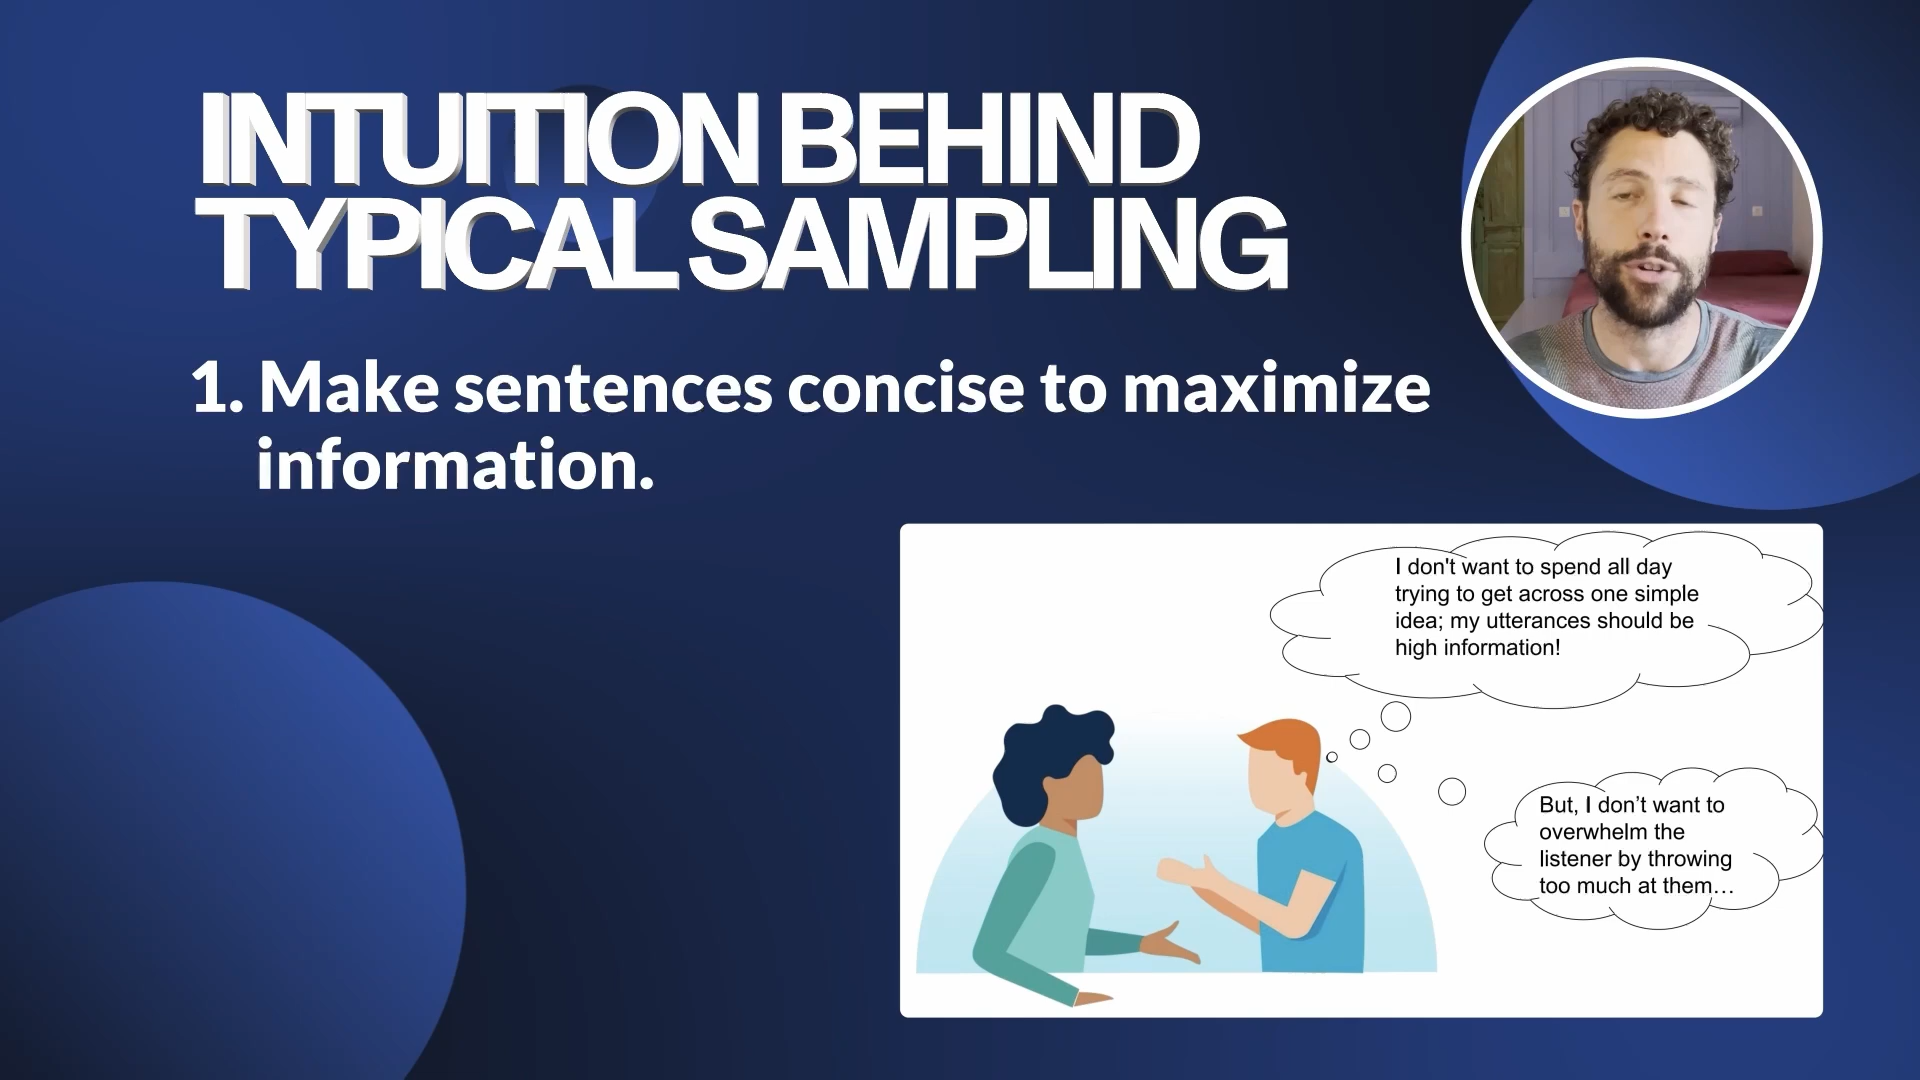 INTUITION BEHIND
TYPICAL SAMPLING
1. Make sentences concise to maximize
information.
I don't want to spend all day
trying to get across one simple
idea; my utterances should be
high information!
But, I don’t want to
overwhelm the
listener by throwing
too much at them…